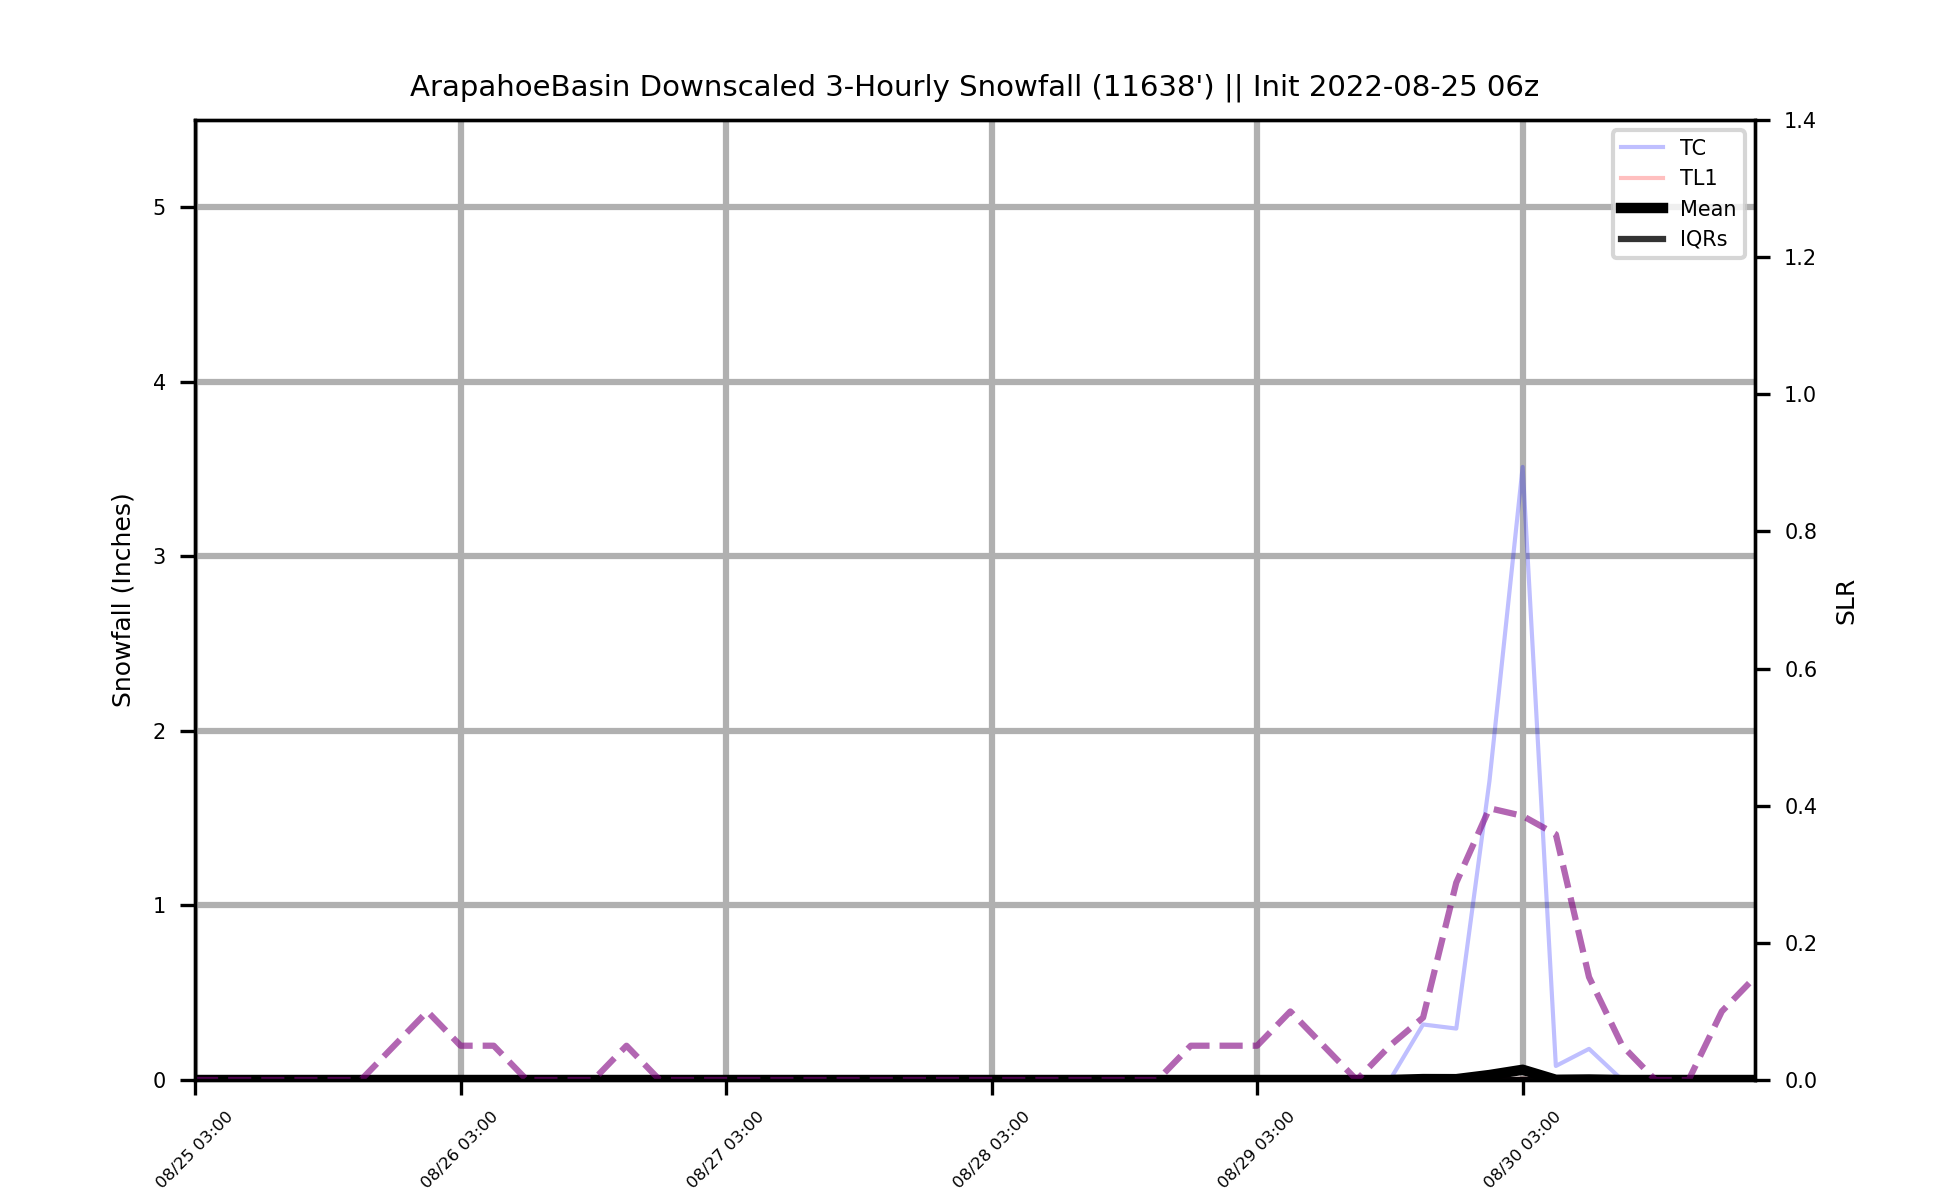 ArapahoeBasin Downscaled 3-Hourly Snowfall (11638') || Init 2022-08-25 06z
TC
TL1
Mean
IQRs
5
4
3
2
1
0
Snowfall (Inches)
1.4
1.2
1.0
0.8
0.6
0.4
0.2
0.0
SLR
08/25 03:00
08/26 03:00
08/27 03:00
08/28 03:00
08/29 03:00
08/30 03:00